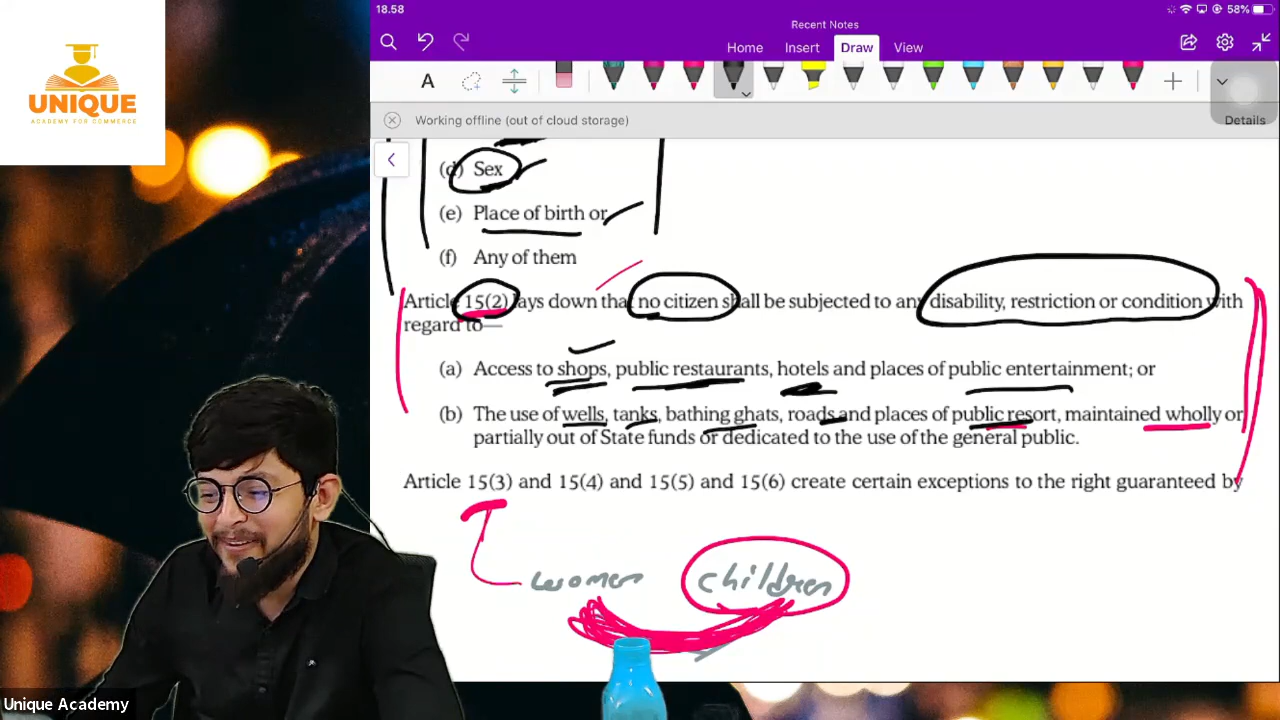 18.58
58%
Recent Notes
UNIQUE
ACADEMY FOR COMMERCE
Home Insert Draw View
A
Working offline (out of cloud storage)
Details
(d) Sex
(e) Place of birth or
(f) Any of them
Article 15(2) lays down that no citizen shall be subjected to any disability, restriction or condition with
regard to—
(a) Access to shops, public restaurants, hotels and places of public entertainment; or
(b) The use of wells, tanks, bathing ghats, roads and places of public resort, maintained wholly or
partially out of State funds or dedicated to the use of the general public.
Article 15(3) and 15(4) and 15(5) and 15(6) create certain exceptions to the right guaranteed by
women children
Unique Academy